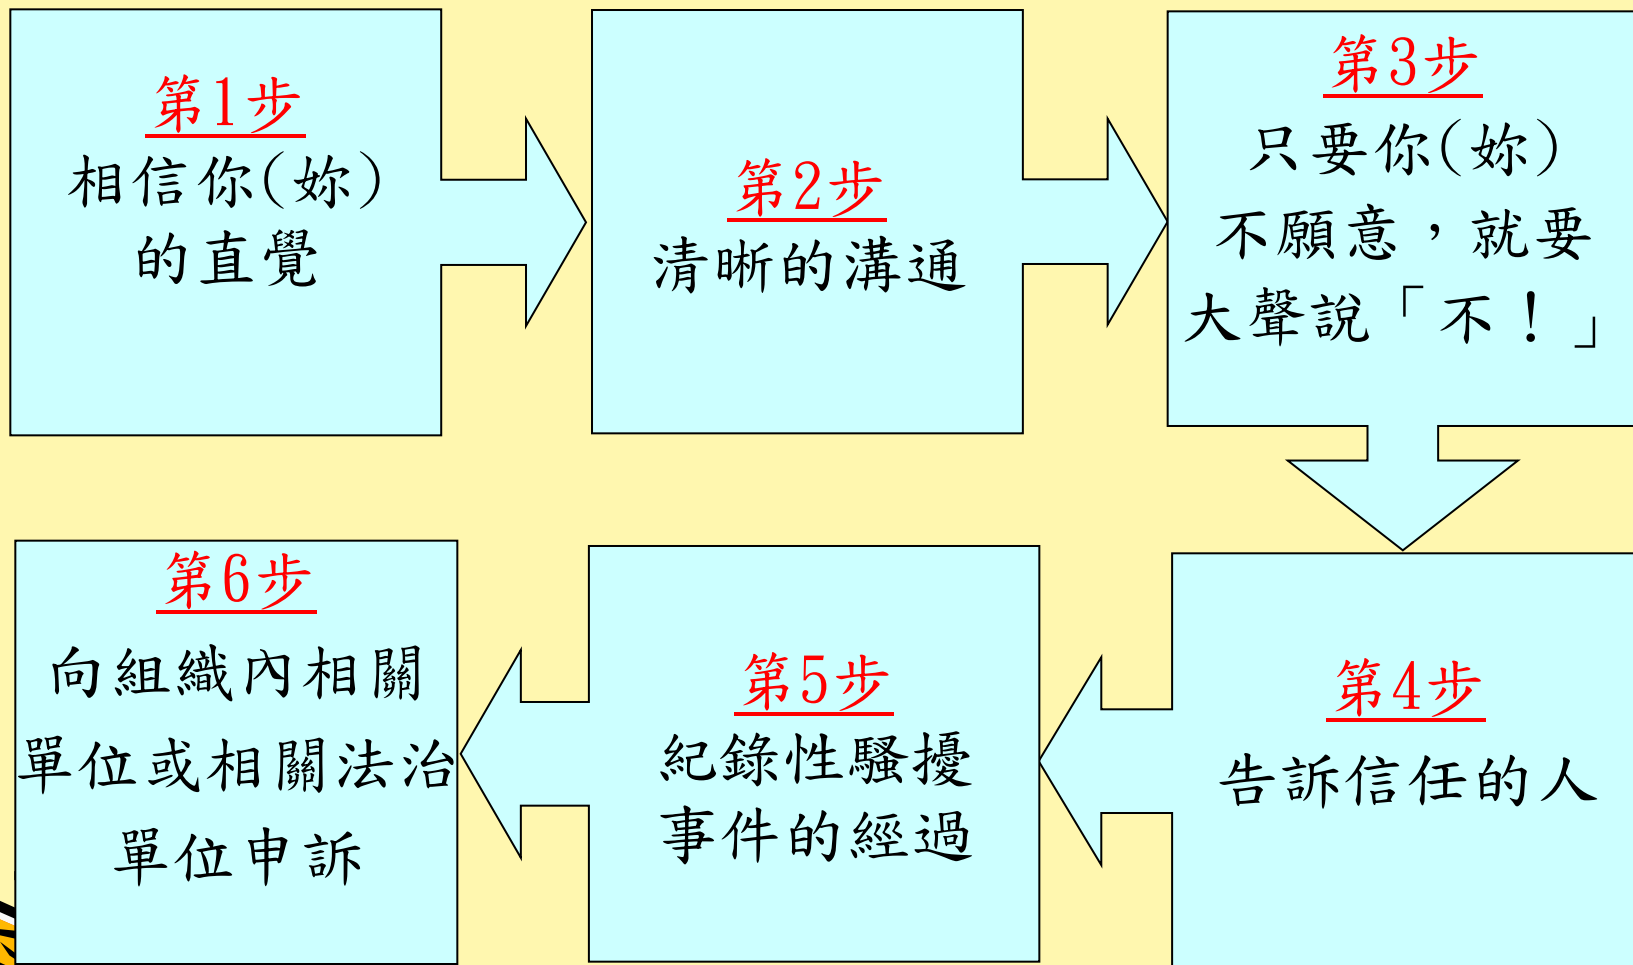 第1步
相信你(妳)
的直覺
第2步
清晰的溝通
第3步
只要你(妳)
不願意，就要
大聲說「不！」
第4步
告訴信任的人
第5步
紀錄性騷擾
事件的經過
第6步
向組織內相關
單位或相關法治
單位申訴